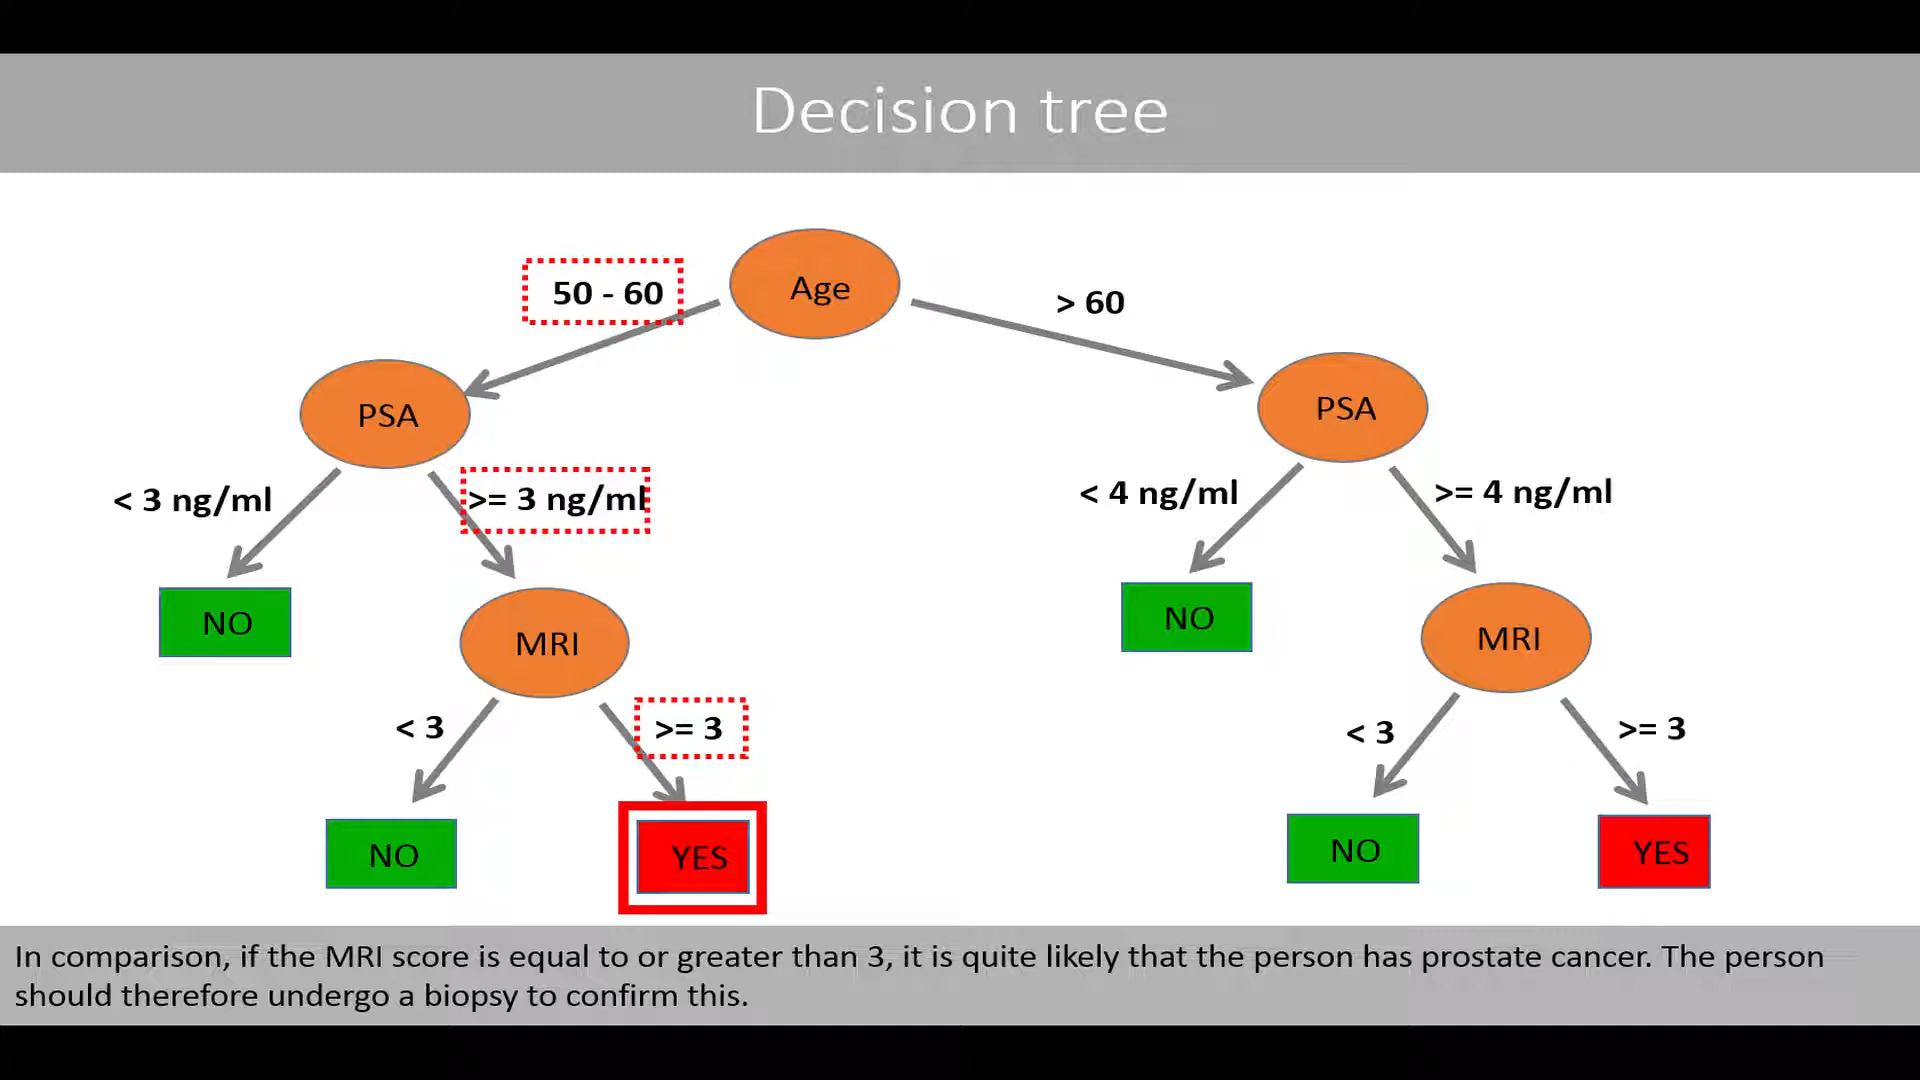 Decision tree
Age
50 - 60
> 60
PSA
PSA
< 3 ng/ml
>= 3 ng/ml
< 4 ng/ml
>= 4 ng/ml
NO
MRI
NO
MRI
< 3
>= 3
< 3
>= 3
NO
YES
NO
YES
In comparison, if the MRI score is equal to or greater than 3, it is quite likely that the person has prostate cancer. The person
should therefore undergo a biopsy to confirm this.